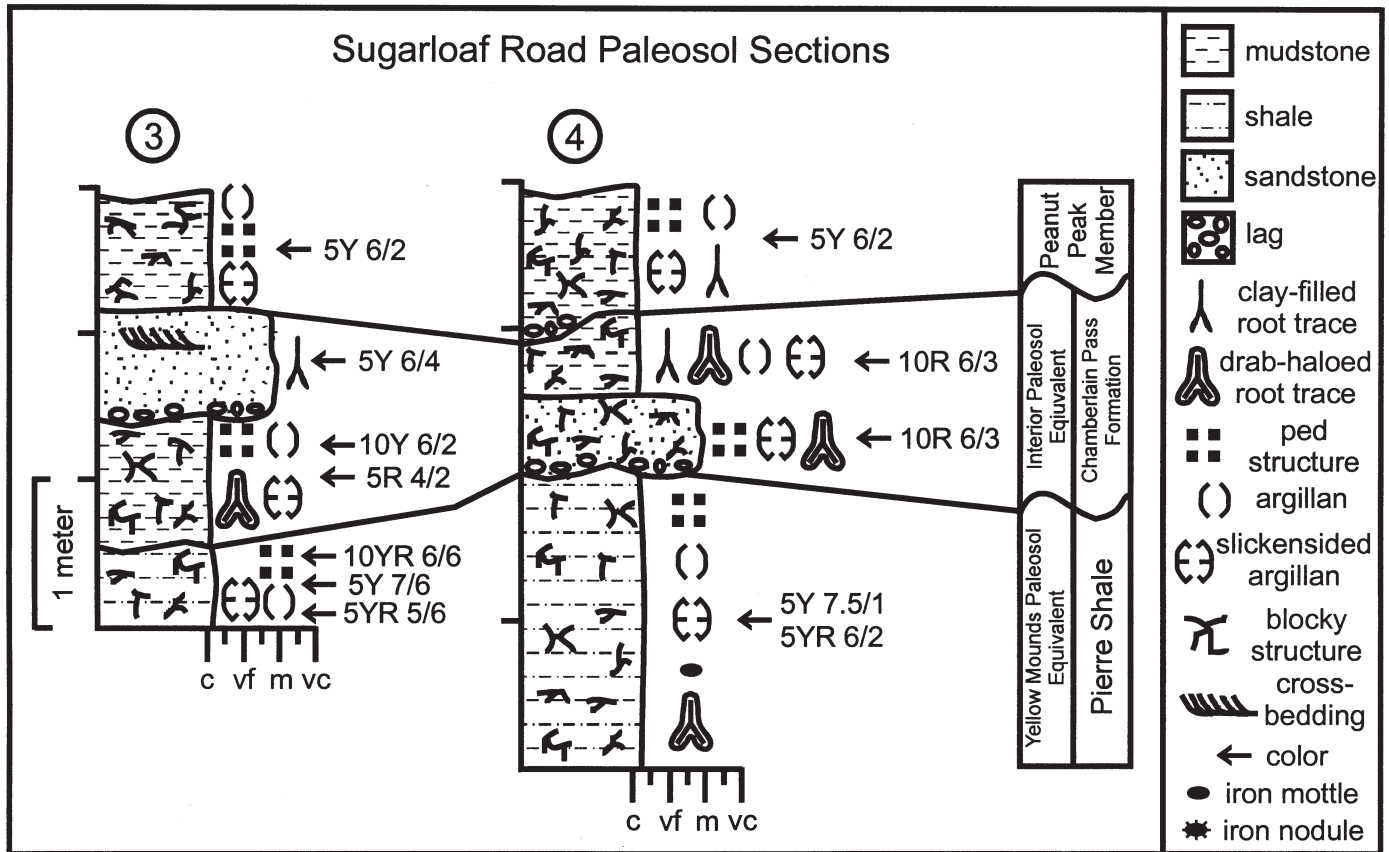 Sugarloaf Road Paleosol Sections
3
4
5Y 6/2
5Y 6/4
10Y 6/2
5R 4/2
10YR 6/6
5Y 7/6
5YR 5/6
1 meter
c vf m vc
5Y 6/2
10R 6/3
10R 6/3
5Y 7.5/1
5YR 6/2
c vf m vc
Peanut
Peak
Member
Interior Paleosol
Eqiuvalent
Chamberlain Pass
Formation
Yellow Mounds Paleosol
Equivalent
Pierre Shale
mudstone
shale
sandstone
lag
clay-filled
root trace
drab-haloed
root trace
ped
structure
argillan
slickensided
argillan
blocky
structure
cross-
bedding
color
iron mottle
iron nodule